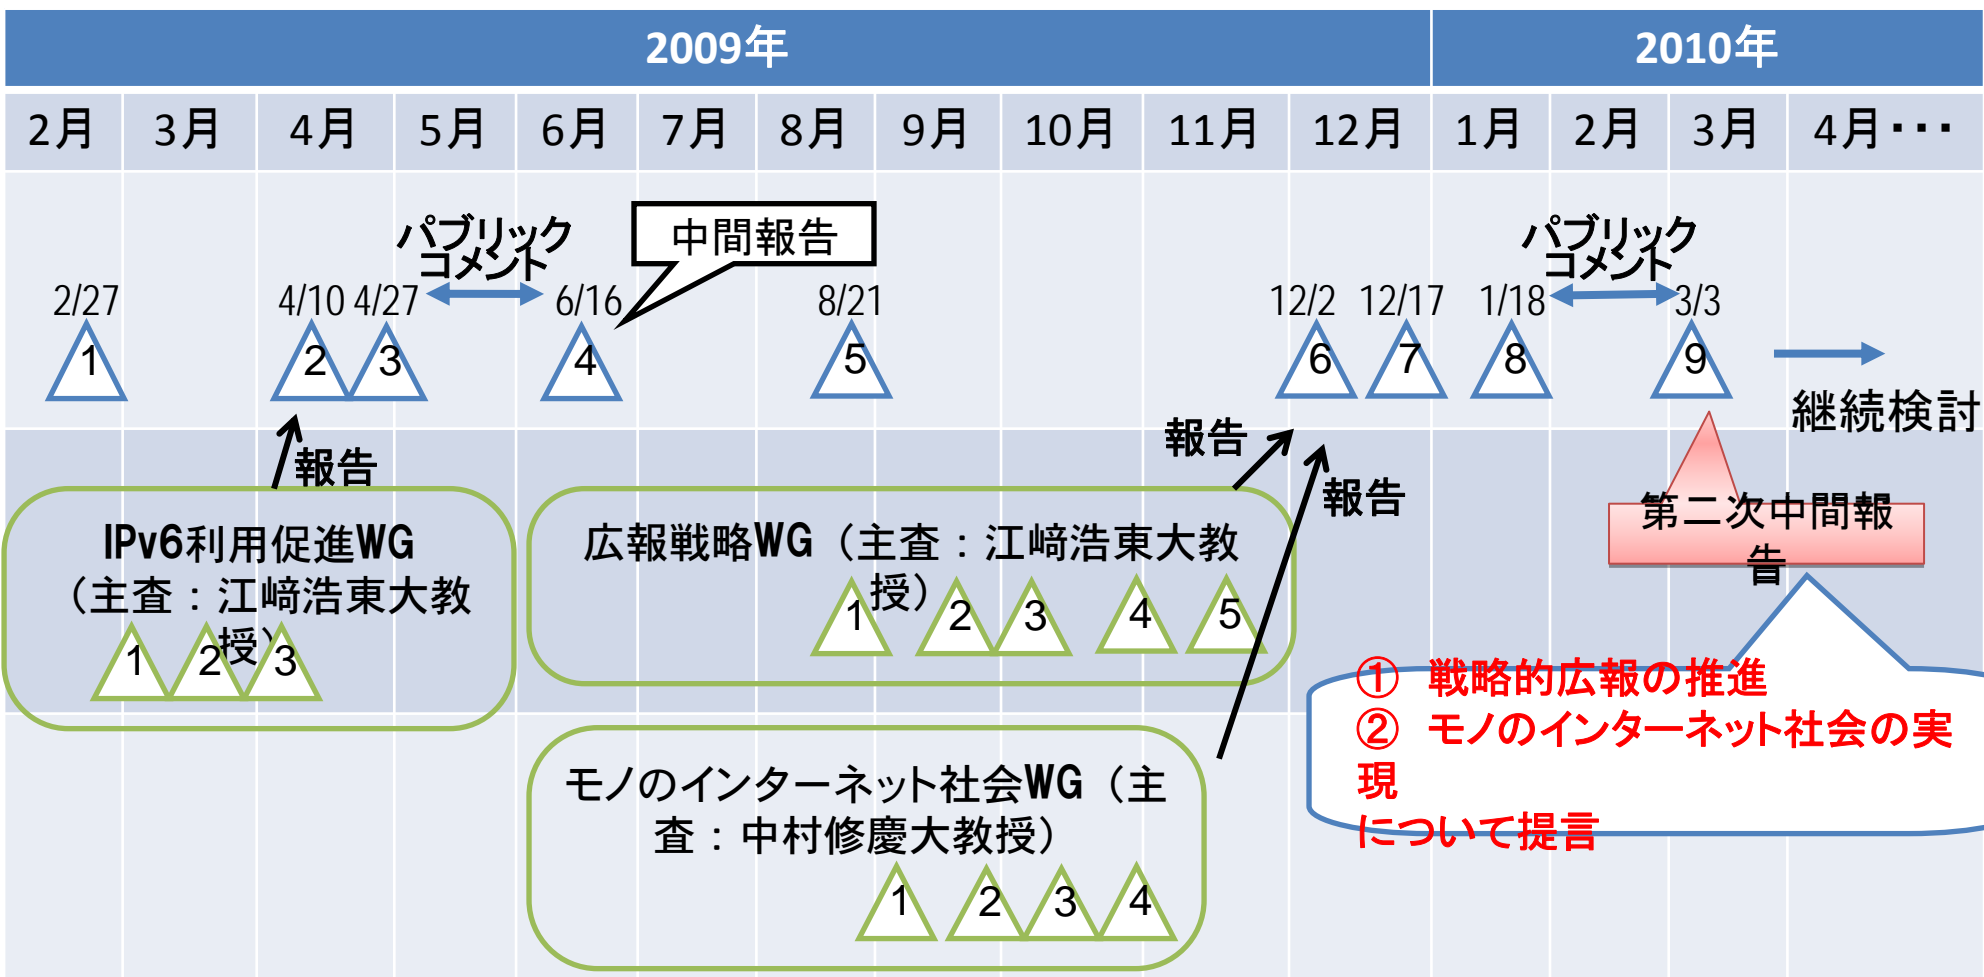 2009年
2010年
2月 3月 4月 5月 6月 7月 8月 9月 10月 11月 12月 1月 2月 3月 4月・・・
パブリック
コメント
中間報告
パブリック
コメント
2/27 4/10 4/27 6/16 8/21 12/2 12/17 1/18 3/3
1 2 3 4 5 6 7 8 9
継続検討
報告
報告
報告
第二次中間報
告
IPv6利用促進WG
（主査：江﨑浩東大教
授）
1 2 3
広報戦略WG（主査：江﨑浩東大教
授）
1 2 3 4 5
モノのインターネット社会WG（主
査：中村修慶大教授）
1 2 3 4
① 戦略的広報の推進
② モノのインターネット社会の実
現
について提言